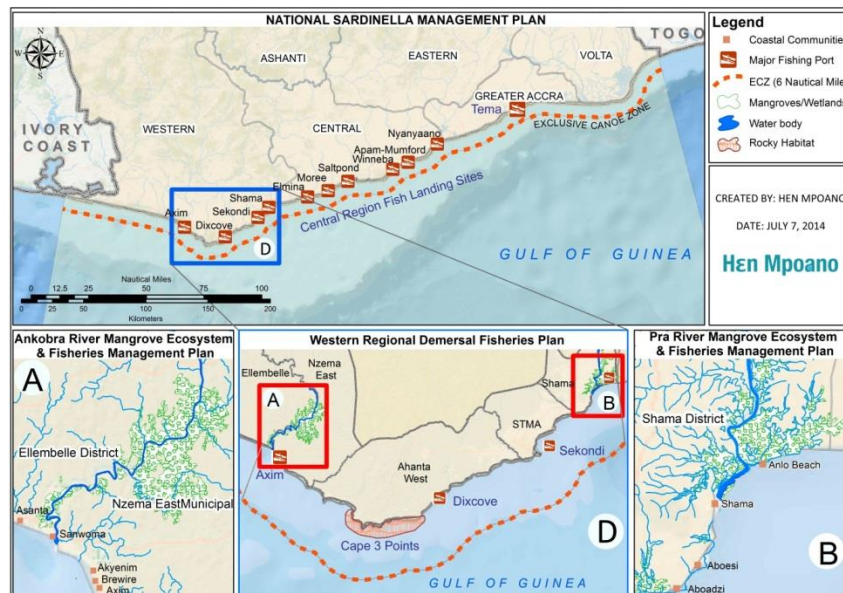 NATIONAL SARDINELLA MANAGEMENT PLAN
TOGO
VOLTA
EASTERN
ASHANTI
GREATER ACCRA
Tema
EXCLUSIVE CANOE ZONE
IVORY
COAST
WESTERN
CENTRAL
Nyanyaano
Apam-Mumford
Winneba
Saltpond
Moree
Elmina
Shama
Sekondi
Axim
Dixcove
D
Central Region Fish Landing Sites
GULF OF GUINEA
Nautical Miles
0 12.5 25 50 75 100
0 25 50 100 150 200
Kilometers
N
W E
S
Legend
Coastal Communities
Major Fishing Port
ECZ (6 Nautical Mile
Mangroves/Wetlands
Water body
Rocky Habitat
CREATED BY: HEN MPOANO
DATE: JULY 7, 2014
Hɛn Mpoano
Ankobra River Mangrove Ecosystem
& Fisheries Management Plan
A
Ellembelle District
Nzema EastMunicipal
Asanta
Sanwoma
Akyenim
Brewire
Axim
Western Regional Demersal Fisheries Plan
Nzema
East
Ellembelle
A
Axim
Shama
B
STMA
Sekondi
Ahanta
West
Dixcove
Cape 3 Points
D
GULF OF GUINEA
Pra River Mangrove Ecosystem
& Fisheries Management Plan
Shama District
Anlo Beach
Shama
Aboesi
Aboadzi
B